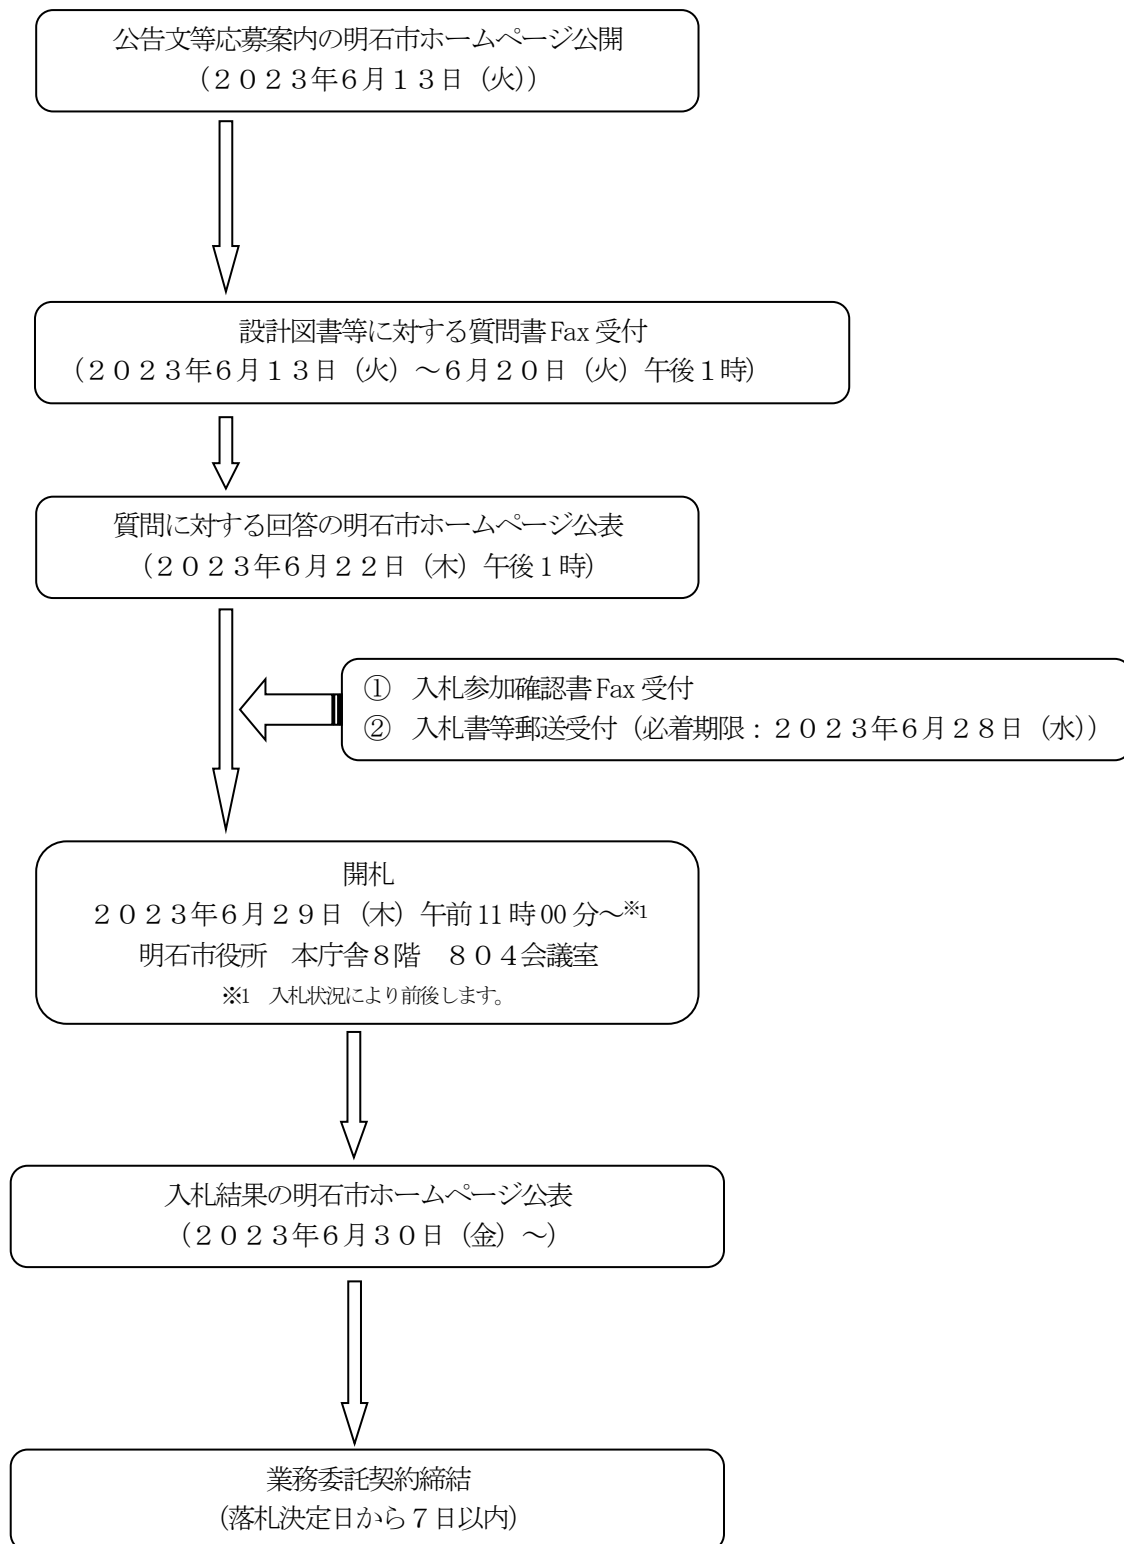 公告文等応募案内の明石市ホームページ公開
（２０２３年６月１３日（火））
設計図書等に対する質問書 Fax 受付
（２０２３年６月１３日（火）～６月２０日（火）午後１時）
質問に対する回答の明石市ホームページ公表
（２０２３年６月２２日（木）午後１時）
①　入札参加確認書 Fax 受付
②　入札書等郵送受付（必着期限：２０２３年６月２８日（水））
開札
２０２３年６月２９日（木）午前 11 時 00 分～※1
明石市役所　本庁舎８階　８０４会議室
※1　入札状況により前後します。
入札結果の明石市ホームページ公表
（２０２３年６月３０日（金）～）
業務委託契約締結
（落札決定日から７日以内）